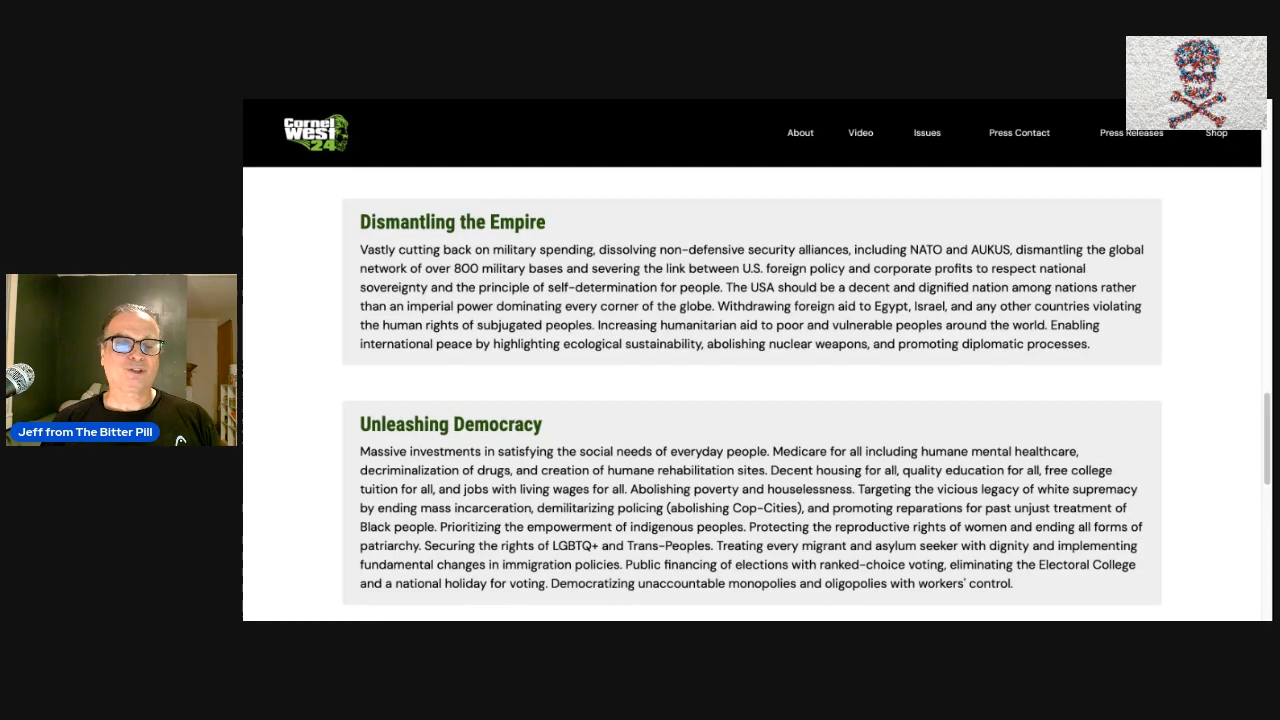 Cornel
West
24
About Video Issues Press Contact Press Releases Shop
Dismantling the Empire
Vastly cutting back on military spending, dissolving non-defensive security alliances, including NATO and AUKUS, dismantling the global
network of over 800 military bases and severing the link between U.S. foreign policy and corporate profits to respect national
sovereignty and the principle of self-determination for people. The USA should be a decent and dignified nation among nations rather
than an imperial power dominating every corner of the globe. Withdrawing foreign aid to Egypt, Israel, and any other countries violating
the human rights of subjugated peoples. Increasing humanitarian aid to poor and vulnerable peoples around the world. Enabling
international peace by highlighting ecological sustainability, abolishing nuclear weapons, and promoting diplomatic processes.
Unleashing Democracy
Massive investments in satisfying the social needs of everyday people. Medicare for all including humane mental healthcare,
decriminalization of drugs, and creation of humane rehabilitation sites. Decent housing for all, quality education for all, free college
tuition for all, and jobs with living wages for all. Abolishing poverty and houselessness. Targeting the vicious legacy of white supremacy
by ending mass incarceration, demilitarizing policing (abolishing Cop-Cities), and promoting reparations for past unjust treatment of
Black people. Prioritizing the empowerment of indigenous peoples. Protecting the reproductive rights of women and ending all forms of
patriarchy. Securing the rights of LGBTQ+ and Trans-Peoples. Treating every migrant and asylum seeker with dignity and implementing
fundamental changes in immigration policies. Public financing of elections with ranked-choice voting, eliminating the Electoral College
and a national holiday for voting. Democratizing unaccountable monopolies and oligopolies with workers' control.
Jeff from The Bitter Pill